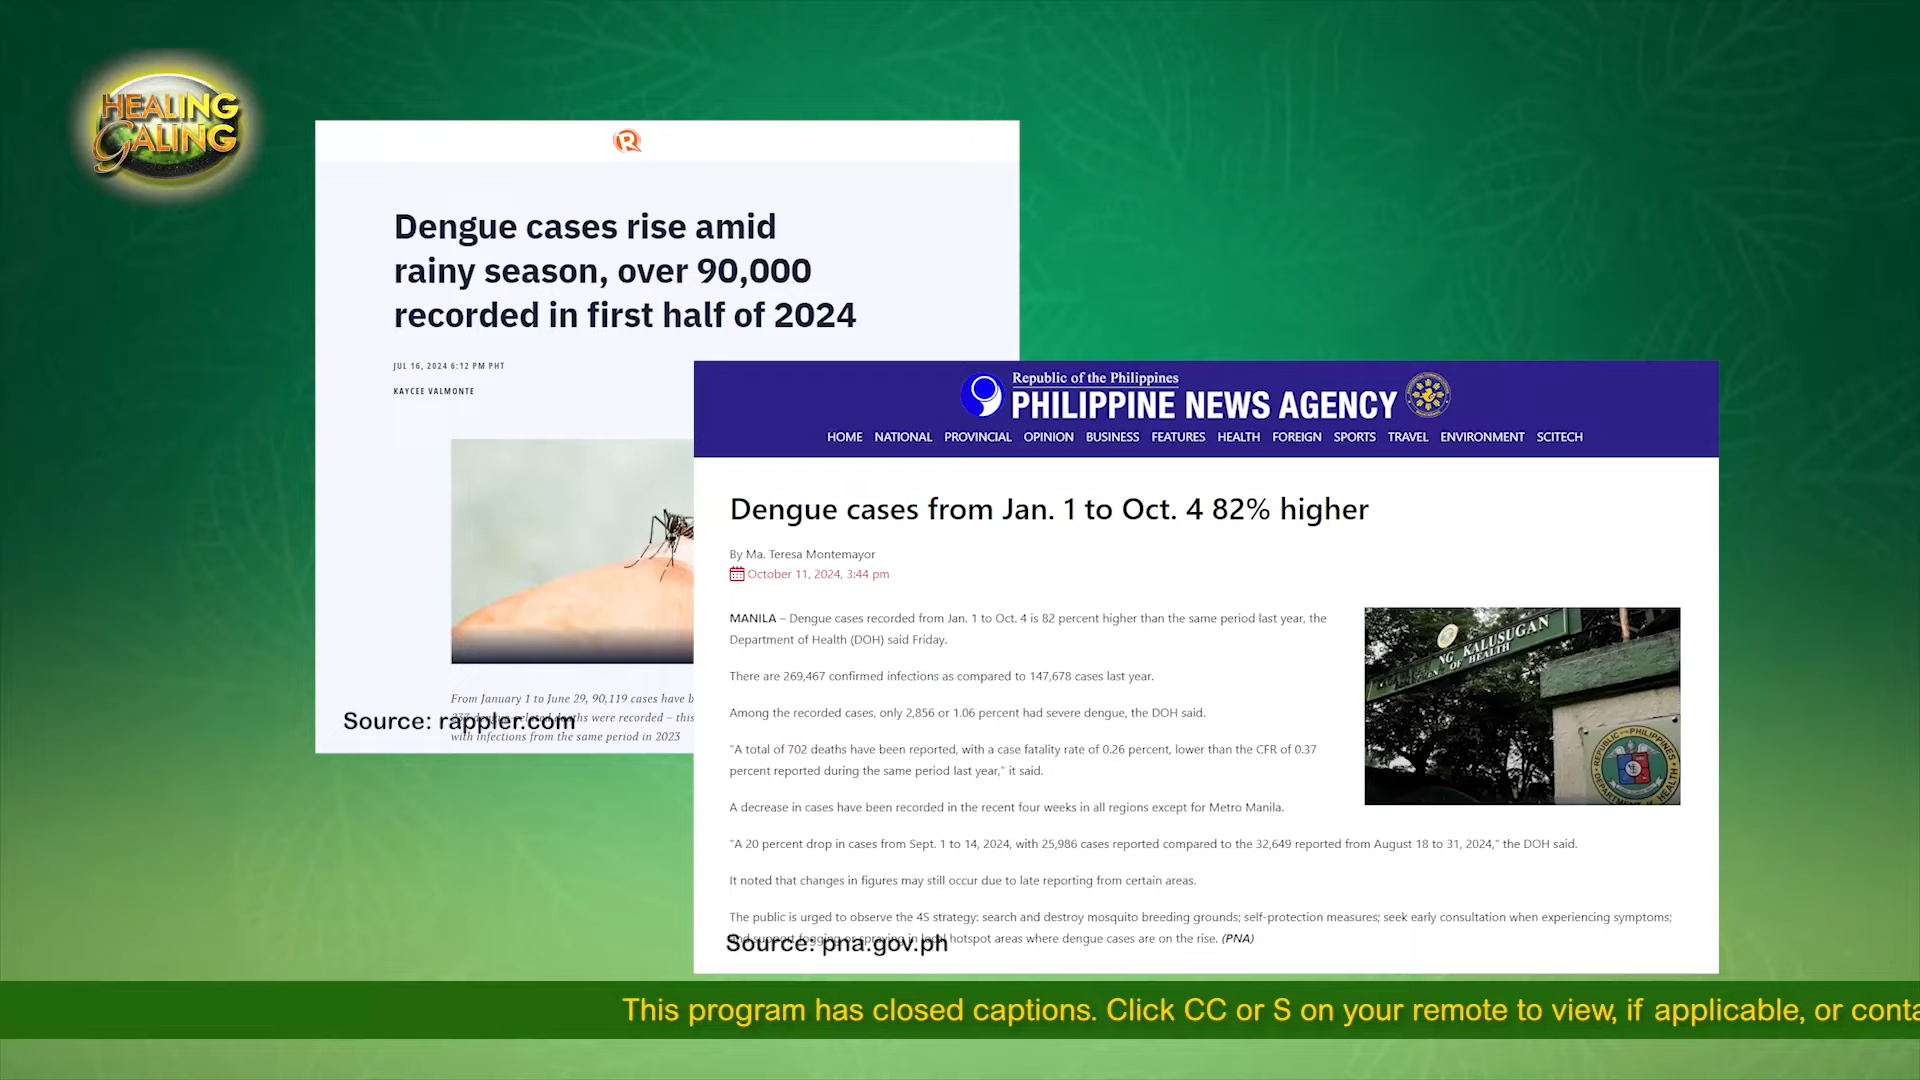 HEALING
GALING
R
Dengue cases rise amid
rainy season, over 90,000
recorded in first half of 2024
JUL 16, 2024 6:12 PM PHT
KAYCEE VALMONTE
From January 1 to June 29, 90,119 cases have b
deaths were recorded – this
with infections from the same period in 2023
Source: rappler.com
Republic of the Philippines
PHILIPPINE NEWS AGENCY
HOME NATIONAL PROVINCIAL OPINION BUSINESS FEATURES HEALTH FOREIGN SPORTS TRAVEL ENVIRONMENT SCITECH
Dengue cases from Jan. 1 to Oct. 4 82% higher
By Ma. Teresa Montemayor
October 11, 2024, 3:44 pm
MANILA – Dengue cases recorded from Jan. 1 to Oct. 4 is 82 percent higher than the same period last year, the
Department of Health (DOH) said Friday.
There are 269,467 confirmed infections as compared to 147,678 cases last year.
Among the recorded cases, only 2,856 or 1.06 percent had severe dengue, the DOH said.
"A total of 702 deaths have been reported, with a case fatality rate of 0.26 percent, lower than the CFR of 0.37
percent reported during the same period last year," it said.
A decrease in cases have been recorded in the recent four weeks in all regions except for Metro Manila.
"A 20 percent drop in cases from Sept. 1 to 14, 2024, with 25,986 cases reported compared to the 32,649 reported from August 18 to 31, 2024," the DOH said.
It noted that changes in figures may still occur due to late reporting from certain areas.
The public is urged to observe the 4S strategy: search and destroy mosquito breeding grounds; self-protection measures; seek early consultation when experiencing symptoms;
and support fogging or spraying in local hotspot areas where dengue cases are on the rise. (PNA)
NG KALUSUGAN
OF HEALTH
Source: pna.gov.ph
This program has closed captions. Click CC or S on your remote to view, if applicable, or conta